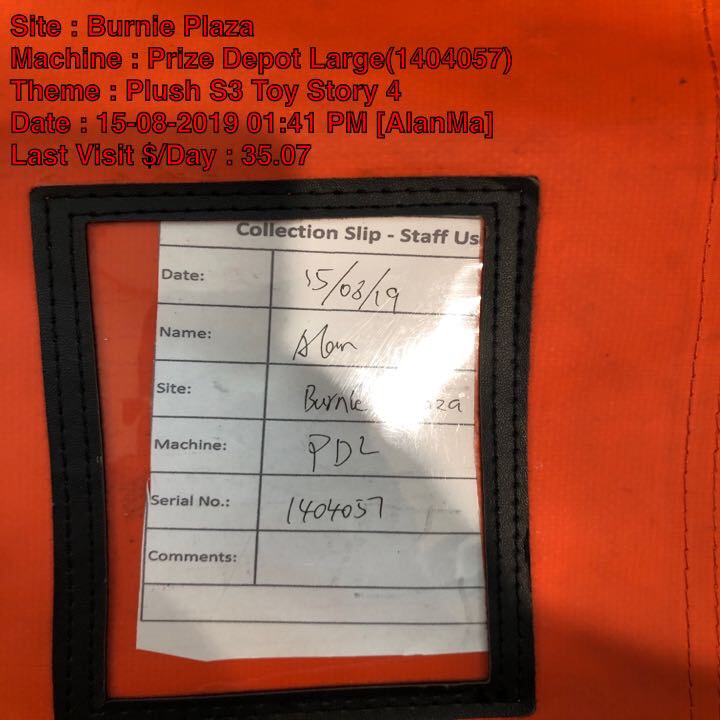 Site : Burnie Plaza
Machine : Prize Depot Large(1404057)
Theme : Plush S3 Toy Story 4
Date : 15-08-2019 01:41 PM [AlanMa]
Last Visit $/Day : 35.07
Collection Slip - Staff Us
Date: 15/08/19
Name: Alan
Site: Burnie
Machine: PDL
Serial No.: 1404057
Comments: